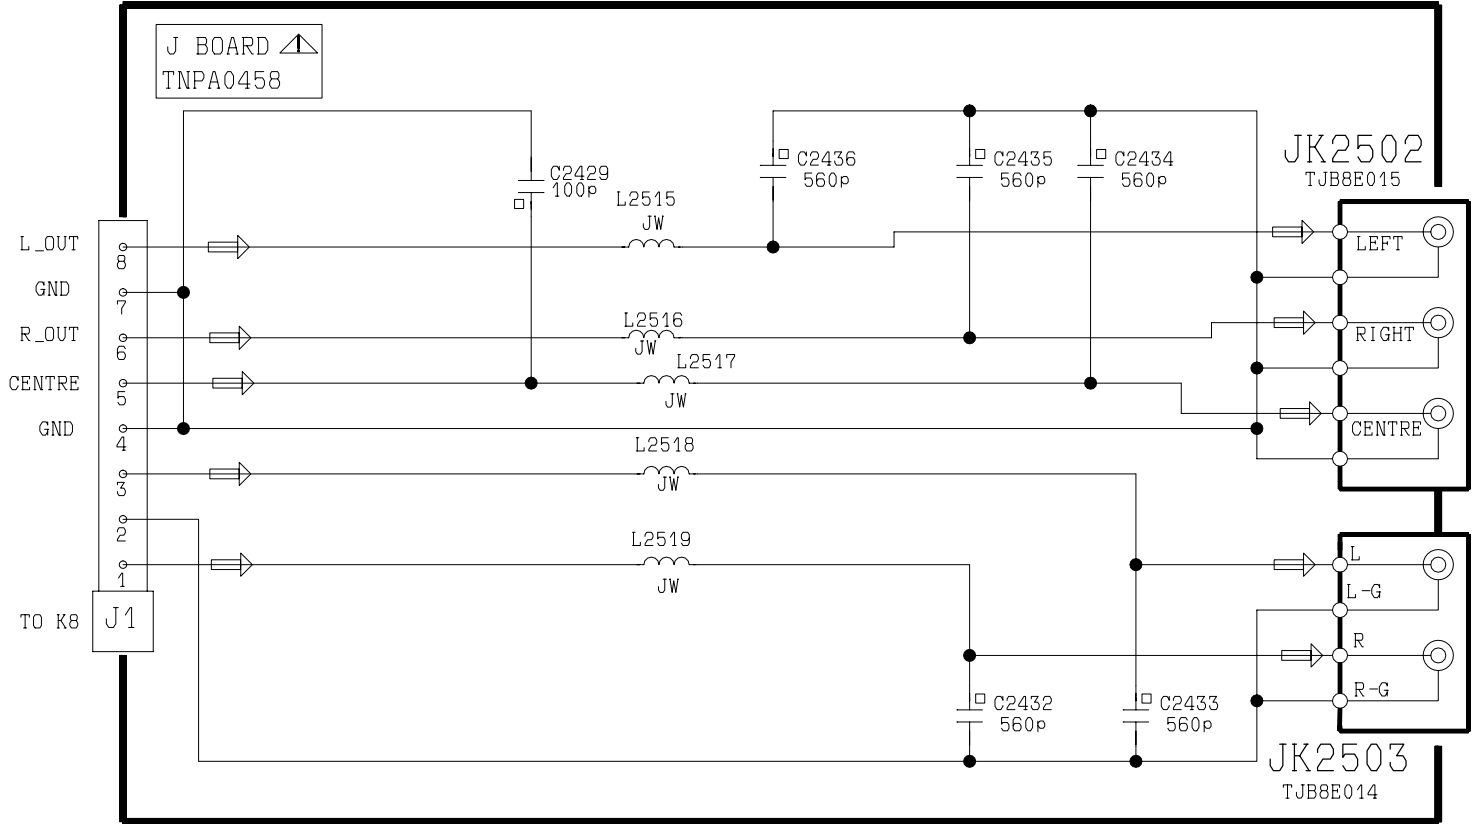 J BOARD
TNPA0458
JK2502
TJB8E015
C2436
560p
C2435
560p
C2434
560p
C2429
100p
L2515
JW
L_OUT
8
LEFT
GND
7
R_OUT
6
L2516
JW
RIGHT
L2517
JW
CENTRE
5
CENTRE
GND
4
L2518
JW
3
2
L2519
JW
1
L
L-G
TO K8
J1
R
R-G
C2432
560p
C2433
560p
JK2503
TJB8E014